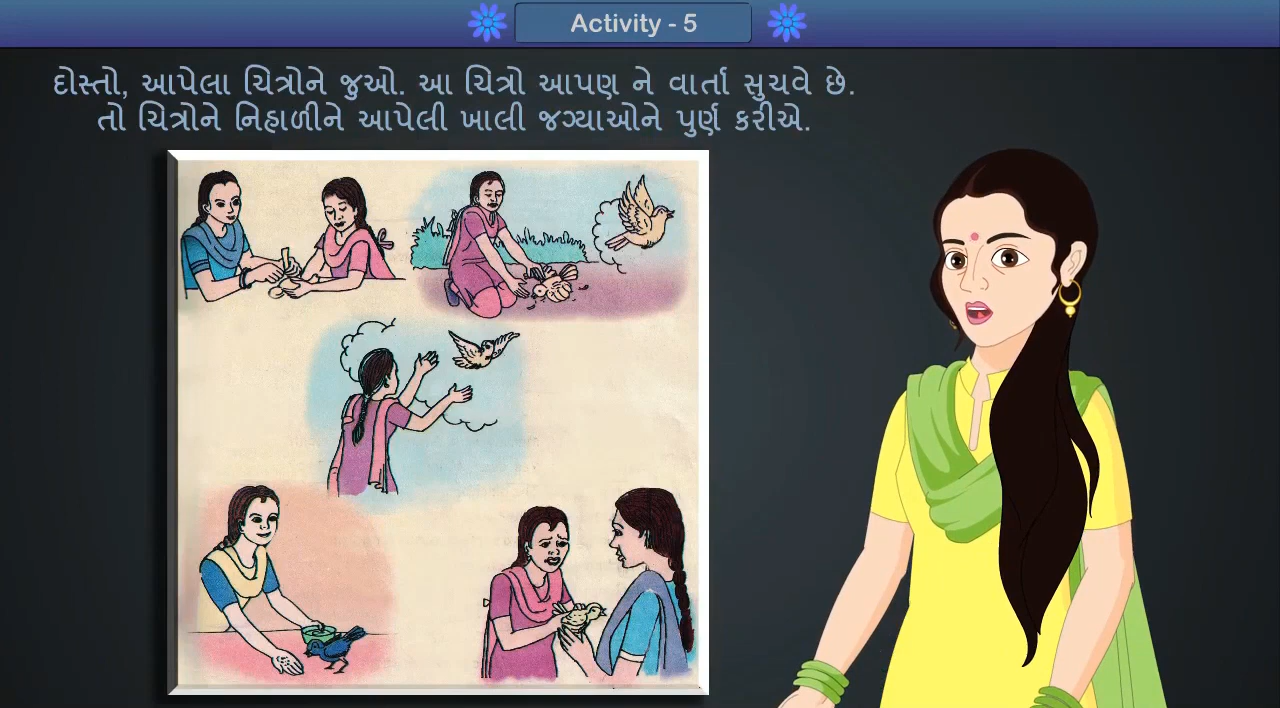 Activity - 5
દોસ્તો, આપેલા ચિત્રોને જુઓ. આ ચિત્રો આપણ ને વાર્તા સુચવે છે.
તો ચિત્રોને નિહાળીને આપેલી ખાલી જગ્યાઓને પુર્ણ કરીએ.